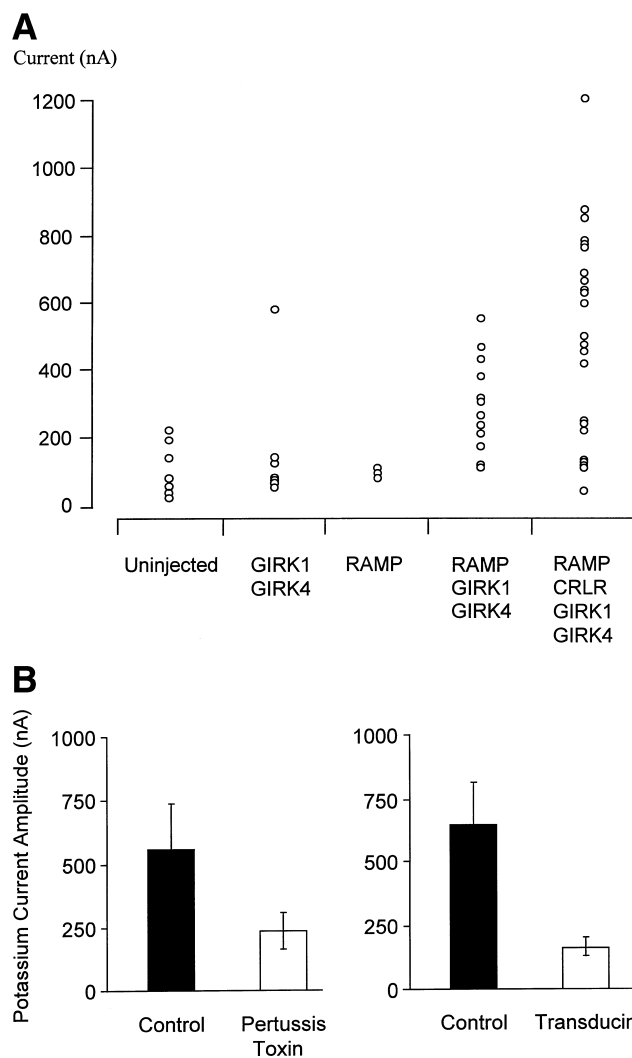 A
Current (nA)
1200
1000
800
600
400
200
0
Uninjected
GIRK1
GIRK4
RAMP
RAMP
GIRK1
GIRK4
RAMP
CRLR
GIRK1
GIRK4
B
Potassium Current Amplitude (nA)
1000
750
500
250
0
Control
Pertussis
Toxin
1000
750
500
250
0
Control
Transducin